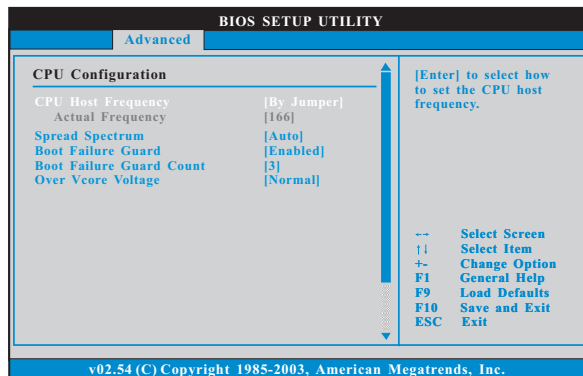 BIOS SETUP UTILITY
Advanced
CPU Configuration
CPU Host Frequency [By Jumper]
Actual Frequency [166]
Spread Spectrum [Auto]
Boot Failure Guard [Enabled]
Boot Failure Guard Count [3]
Over Vcore Voltage [Normal]
[Enter] to select how
to set the CPU host
frequency.
←→ Select Screen
↑↓ Select Item
+- Change Option
F1 General Help
F9 Load Defaults
F10 Save and Exit
ESC Exit
v02.54 (C) Copyright 1985-2003, American Megatrends, Inc.